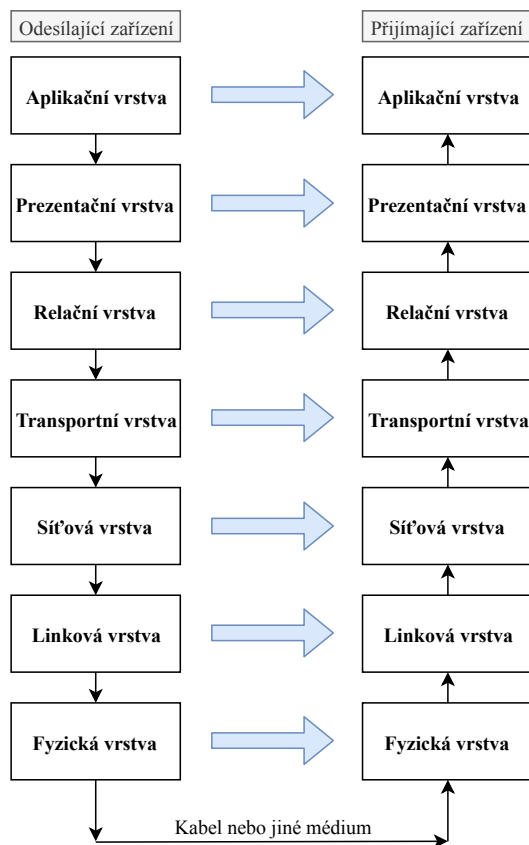 Odesílající zařízení
Přijímající zařízení
Aplikační vrstva
Aplikační vrstva
Prezentační vrstva
Prezentační vrstva
Relační vrstva
Relační vrstva
Transportní vrstva
Transportní vrstva
Síťová vrstva
Síťová vrstva
Linková vrstva
Linková vrstva
Fyzická vrstva
Fyzická vrstva
Kabel nebo jiné médium